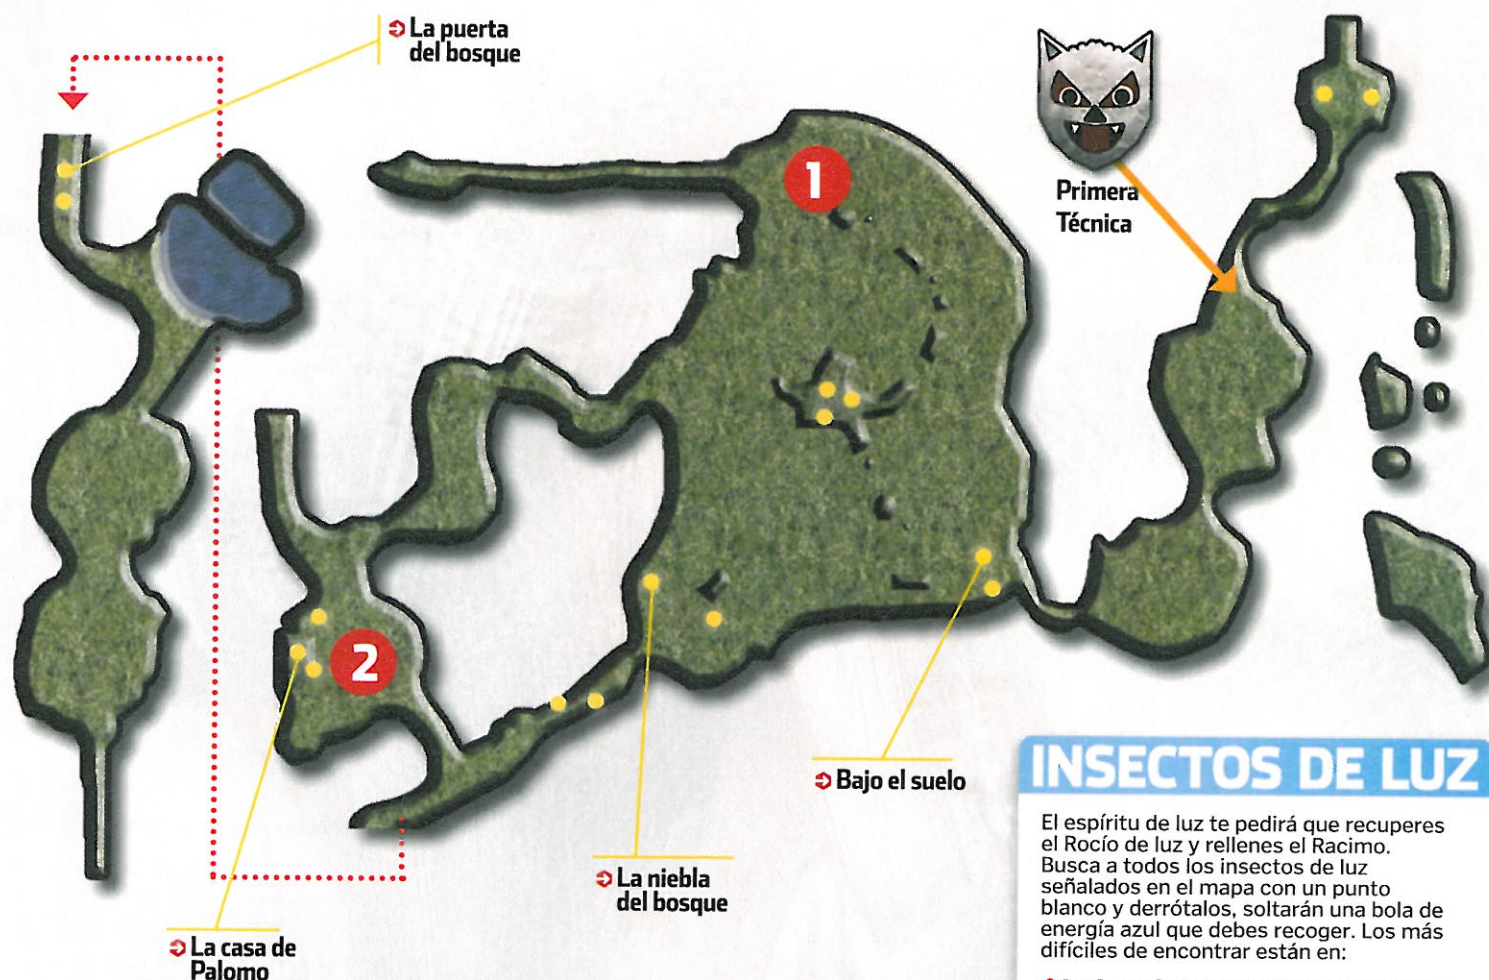 La puerta
del bosque
1
Primera
Técnica
2
Bajo el suelo
La niebla
del bosque
La casa de
Palomo
INSECTOS DE LUZ
El espíritu de luz te pedirá que recuperes
el Rocío de luz y rellenes el Racimo.
Busca a todos los insectos de luz
señalados en el mapa con un punto
blanco y derrótalos, soltarán una bola de
energía azul que debes recoger. Los más
difíciles de encontrar están en: